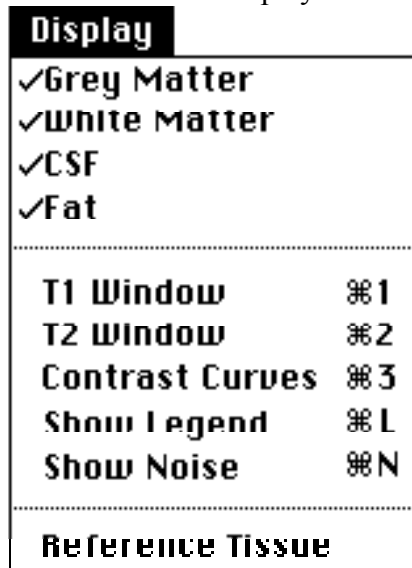 Display
✓Grey Matter
✓White Matter
✓CSF
✓Fat
T1 Window ⌘1
T2 Window ⌘2
Contrast Curves ⌘3
Show Legend ⌘L
Show Noise ⌘N
Reference Tissue